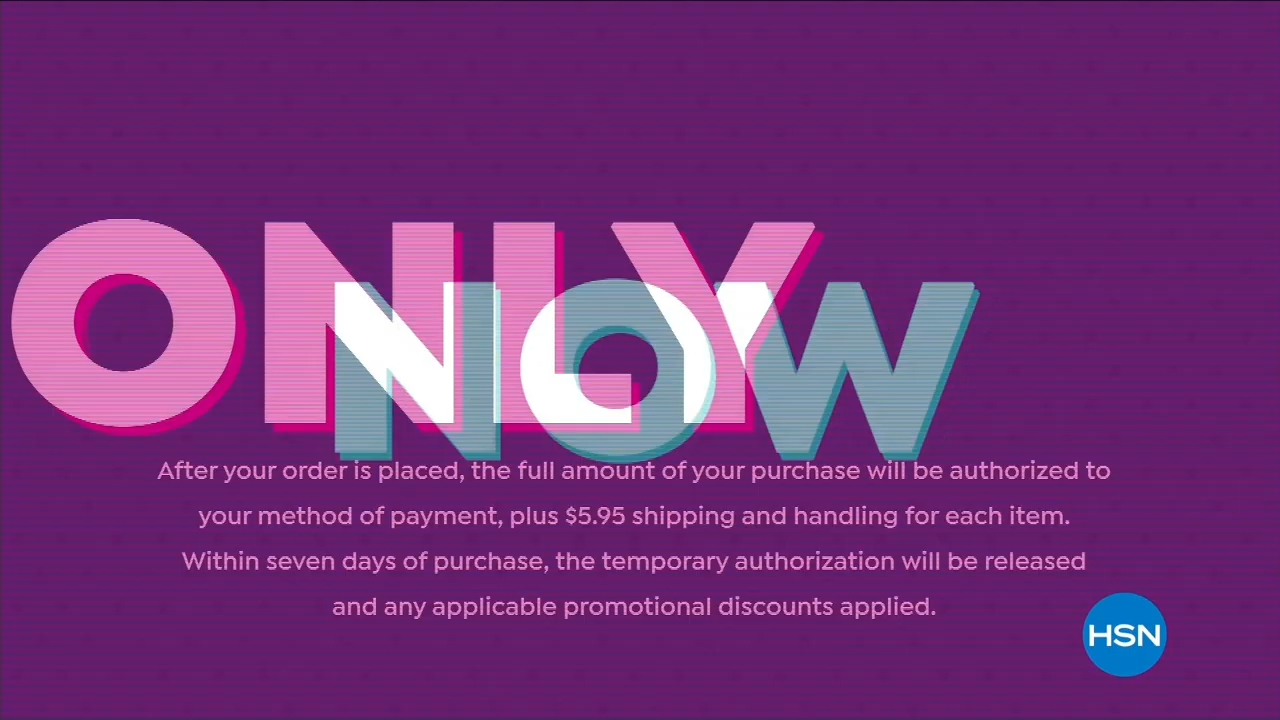 ONLY
NOW
After your order is placed, the full amount of your purchase will be authorized to
your method of payment, plus $5.95 shipping and handling for each item.
Within seven days of purchase, the temporary authorization will be released
and any applicable promotional discounts applied.
HSN